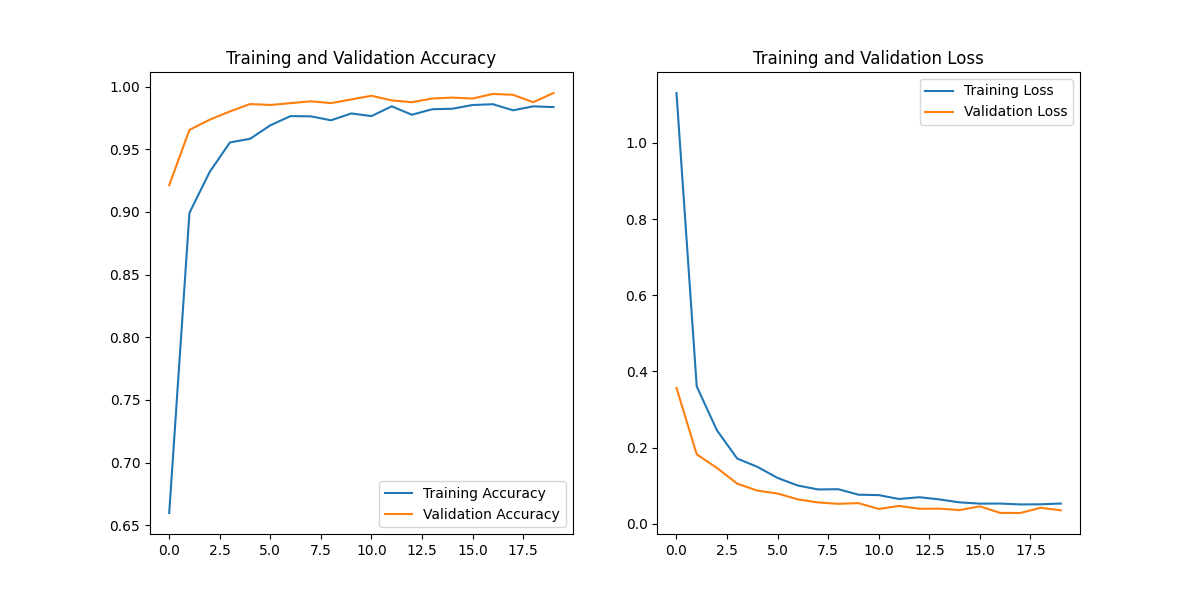 Training and Validation Accuracy
1.00
0.95
0.90
0.85
0.80
0.75
0.70
0.65
0.0 2.5 5.0 7.5 10.0 12.5 15.0 17.5
Training Accuracy
Validation Accuracy
Training and Validation Loss
1.0
0.8
0.6
0.4
0.2
0.0
0.0 2.5 5.0 7.5 10.0 12.5 15.0 17.5
Training Loss
Validation Loss